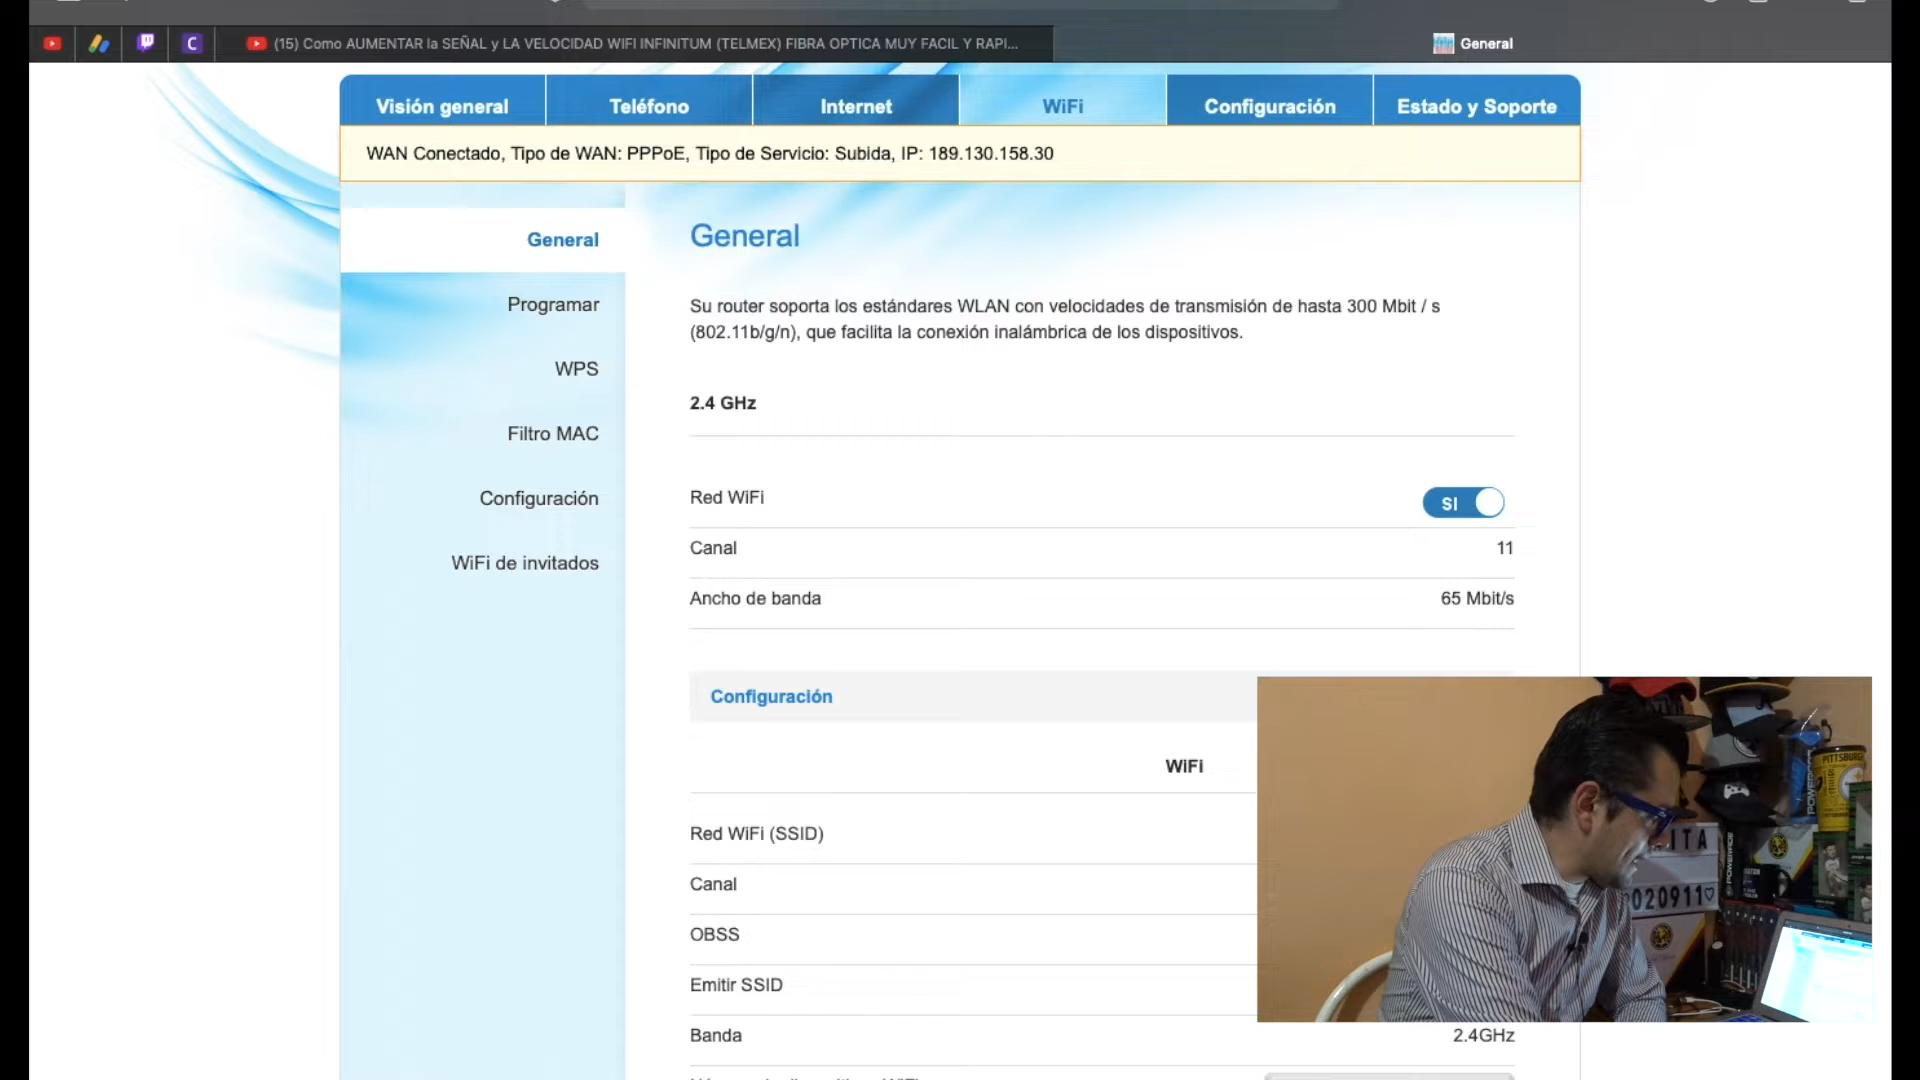 (15) Como AUMENTAR la SEÑAL y LA VELOCIDAD WIFI INFINITUM (TELMEX) FIBRA OPTICA MUY FACIL Y RAPI...
General
Visión general
Teléfono
Internet
WiFi
Configuración
Estado y Soporte
WAN Conectado, Tipo de WAN: PPPoE, Tipo de Servicio: Subida, IP: 189.130.158.30
General
Programar
WPS
Filtro MAC
Configuración
WiFi de invitados
General
Su router soporta los estándares WLAN con velocidades de transmisión de hasta 300 Mbit / s
(802.11b/g/n), que facilita la conexión inalámbrica de los dispositivos.
2.4 GHz
Red WiFi
SI
Canal
11
Ancho de banda
65 Mbit/s
Configuración
WiFi
Red WiFi (SSID)
Canal
OBSS
Emitir SSID
Banda
2.4GHz
PITTSBURG
POWERADE
020911